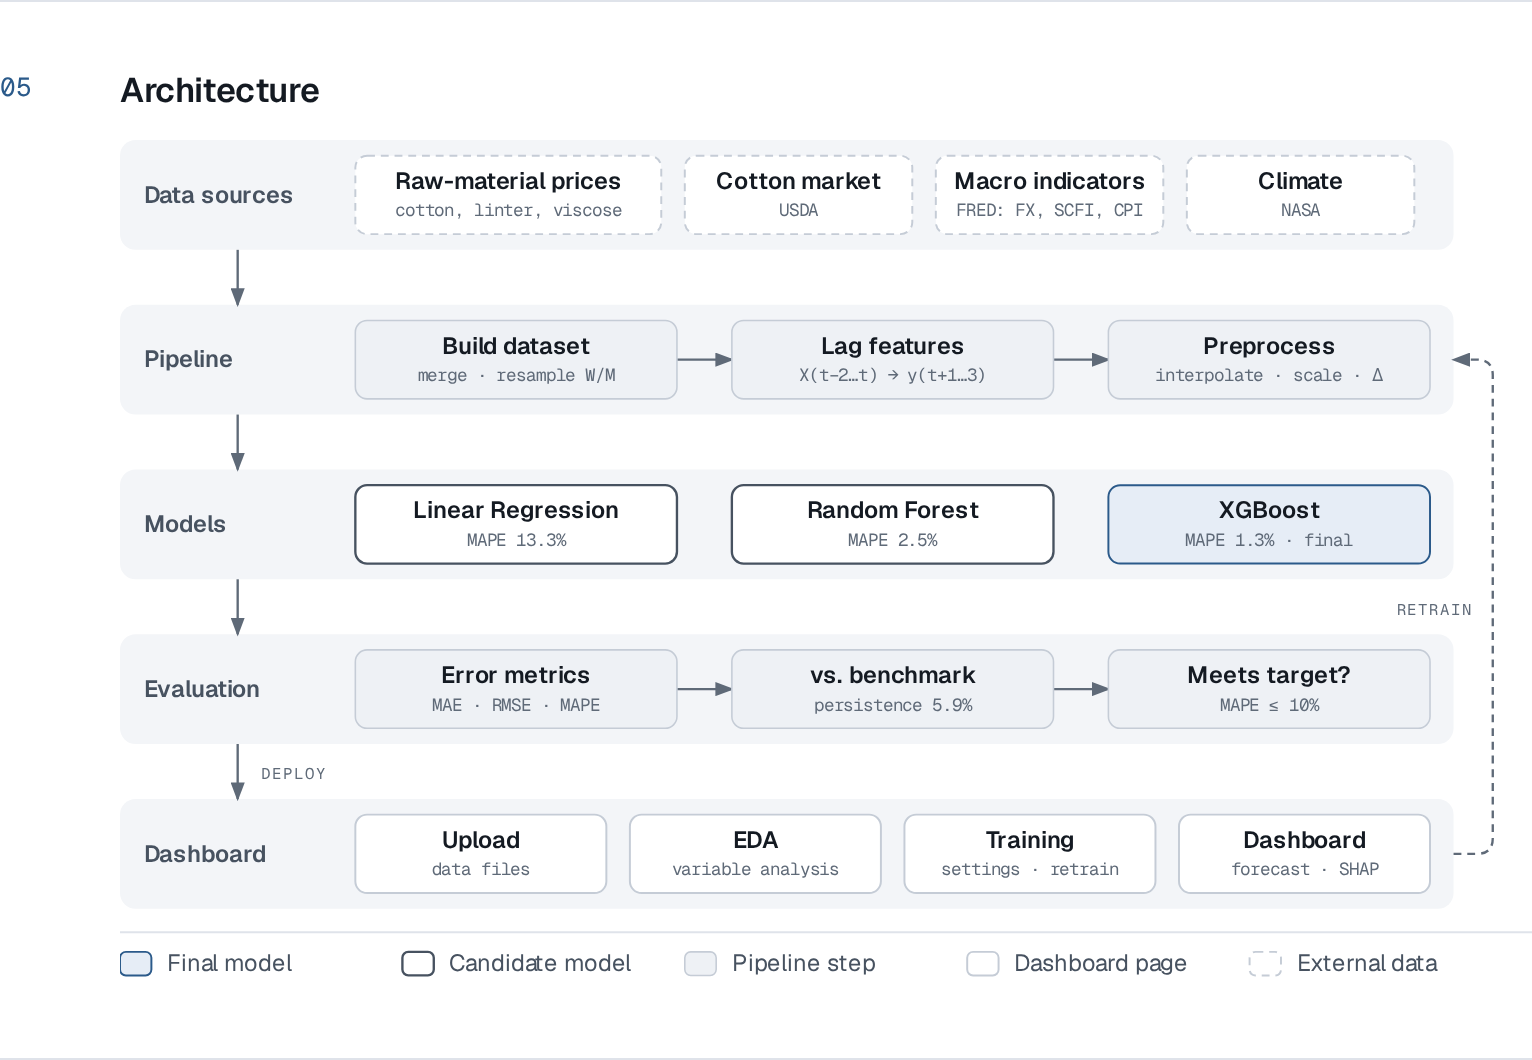 05
Architecture
Data sources
Raw-material prices
cotton, linter, viscose
Cotton market
USDA
Macro indicators
FRED: FX, SCFI, CPI
Climate
NASA
Pipeline
Build dataset
merge · resample W/M
Lag features
X(t−2…t) → y(t+1…3)
Preprocess
interpolate · scale · Δ
Models
Linear Regression
MAPE 13.3%
Random Forest
MAPE 2.5%
XGBoost
MAPE 1.3% · final
RETRAIN
Evaluation
Error metrics
MAE · RMSE · MAPE
vs. benchmark
persistence 5.9%
Meets target?
MAPE ≤ 10%
DEPLOY
Dashboard
Upload
data files
EDA
variable analysis
Training
settings · retrain
Dashboard
forecast · SHAP
Final model
Candidate model
Pipeline step
Dashboard page
External data